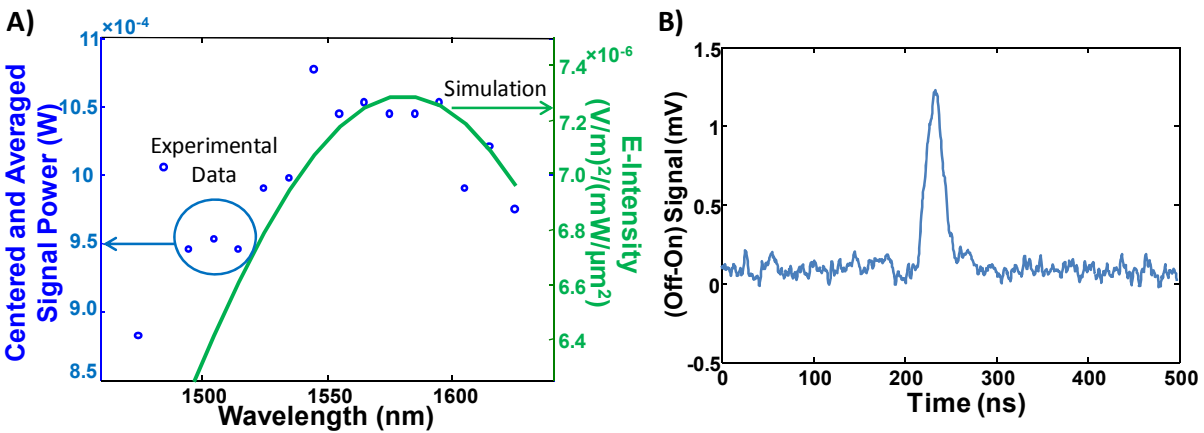 A)
×10⁻⁴
11
10.5
10
9.5
9.0
8.5
Centered and Averaged
Signal Power (W)
Experimental
Data
Simulation
×10⁻⁶
7.4
7.2
7.0
6.8
6.6
6.4
E-Intensity
(V/m)²/(mW/µm²)
1500
1550
1600
Wavelength (nm)
B)
1.5
1
0.5
0
-0.5
(Off-On) Signal (mV)
0
100
200
300
400
500
Time (ns)